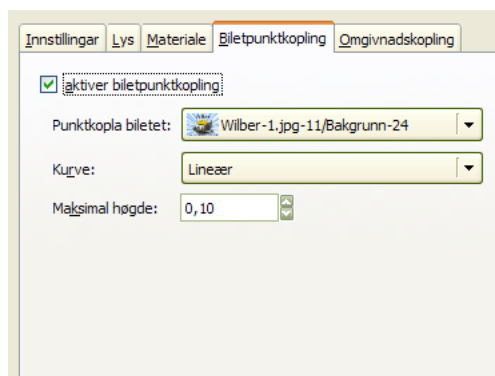 Innstillingar Lys Materiale Biletpunktkopling Omgivnadskopling
aktiver biletpunktkopling
Punktkopla biletet: Wilber-1.jpg-11/Bakgrunn-24
Kurve: Lineær
Maksimal høgde: 0,10